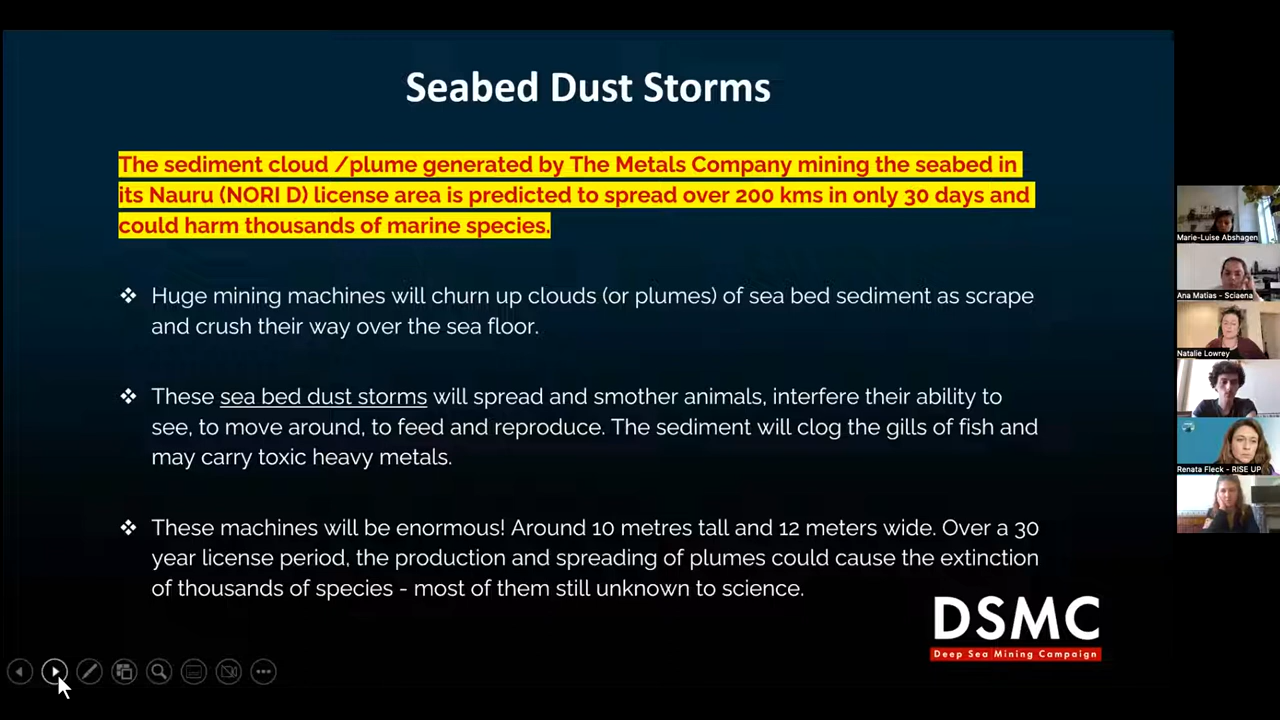 Seabed Dust Storms
The sediment cloud /plume generated by The Metals Company mining the seabed in
its Nauru (NORI D) license area is predicted to spread over 200 kms in only 30 days and
could harm thousands of marine species.
❖ Huge mining machines will churn up clouds (or plumes) of sea bed sediment as scrape
and crush their way over the sea floor.
❖ These sea bed dust storms will spread and smother animals, interfere their ability to
see, to move around, to feed and reproduce. The sediment will clog the gills of fish and
may carry toxic heavy metals.
❖ These machines will be enormous! Around 10 metres tall and 12 meters wide. Over a 30
year license period, the production and spreading of plumes could cause the extinction
of thousands of species - most of them still unknown to science.
DSMC
Deep Sea Mining Campaign
Marie-Luise Abshagen
Ana Matias - Sciaena
Natalie Lowrey
Renata Fleck - RISE UP